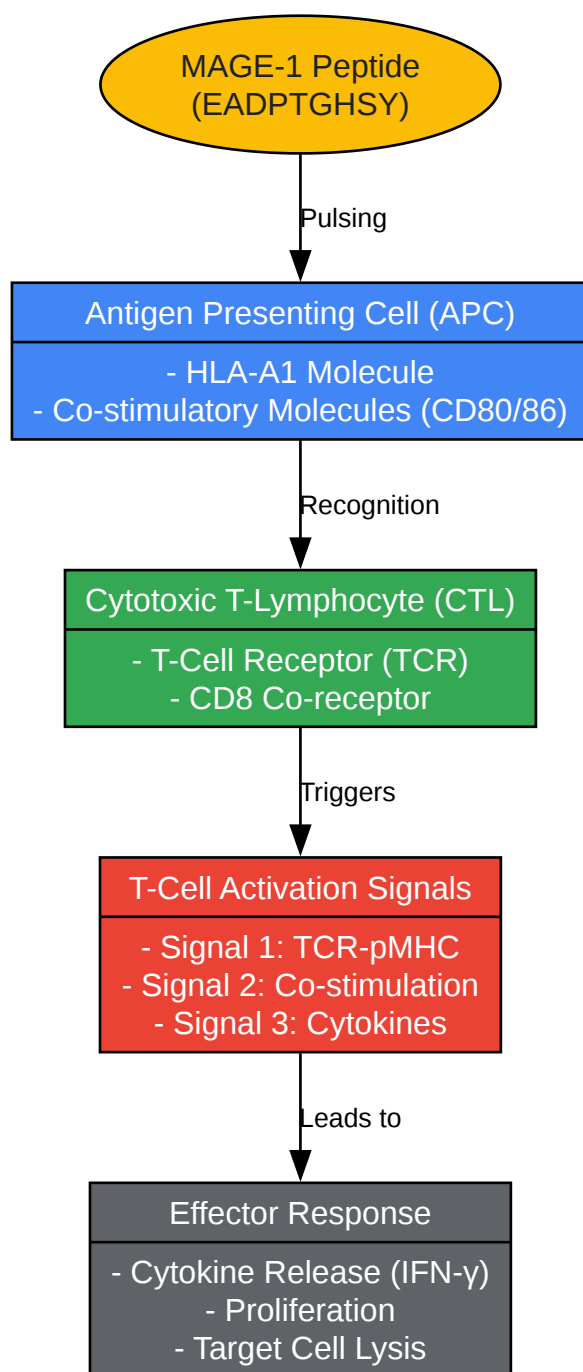 MAGE-1 Peptide
(EADPTGHSY)
Pulsing
Antigen Presenting Cell (APC)
- HLA-A1 Molecule
- Co-stimulatory Molecules (CD80/86)
Recognition
Cytotoxic T-Lymphocyte (CTL)
- T-Cell Receptor (TCR)
- CD8 Co-receptor
Triggers
T-Cell Activation Signals
- Signal 1: TCR-pMHC
- Signal 2: Co-stimulation
- Signal 3: Cytokines
Leads to
Effector Response
- Cytokine Release (IFN-γ)
- Proliferation
- Target Cell Lysis